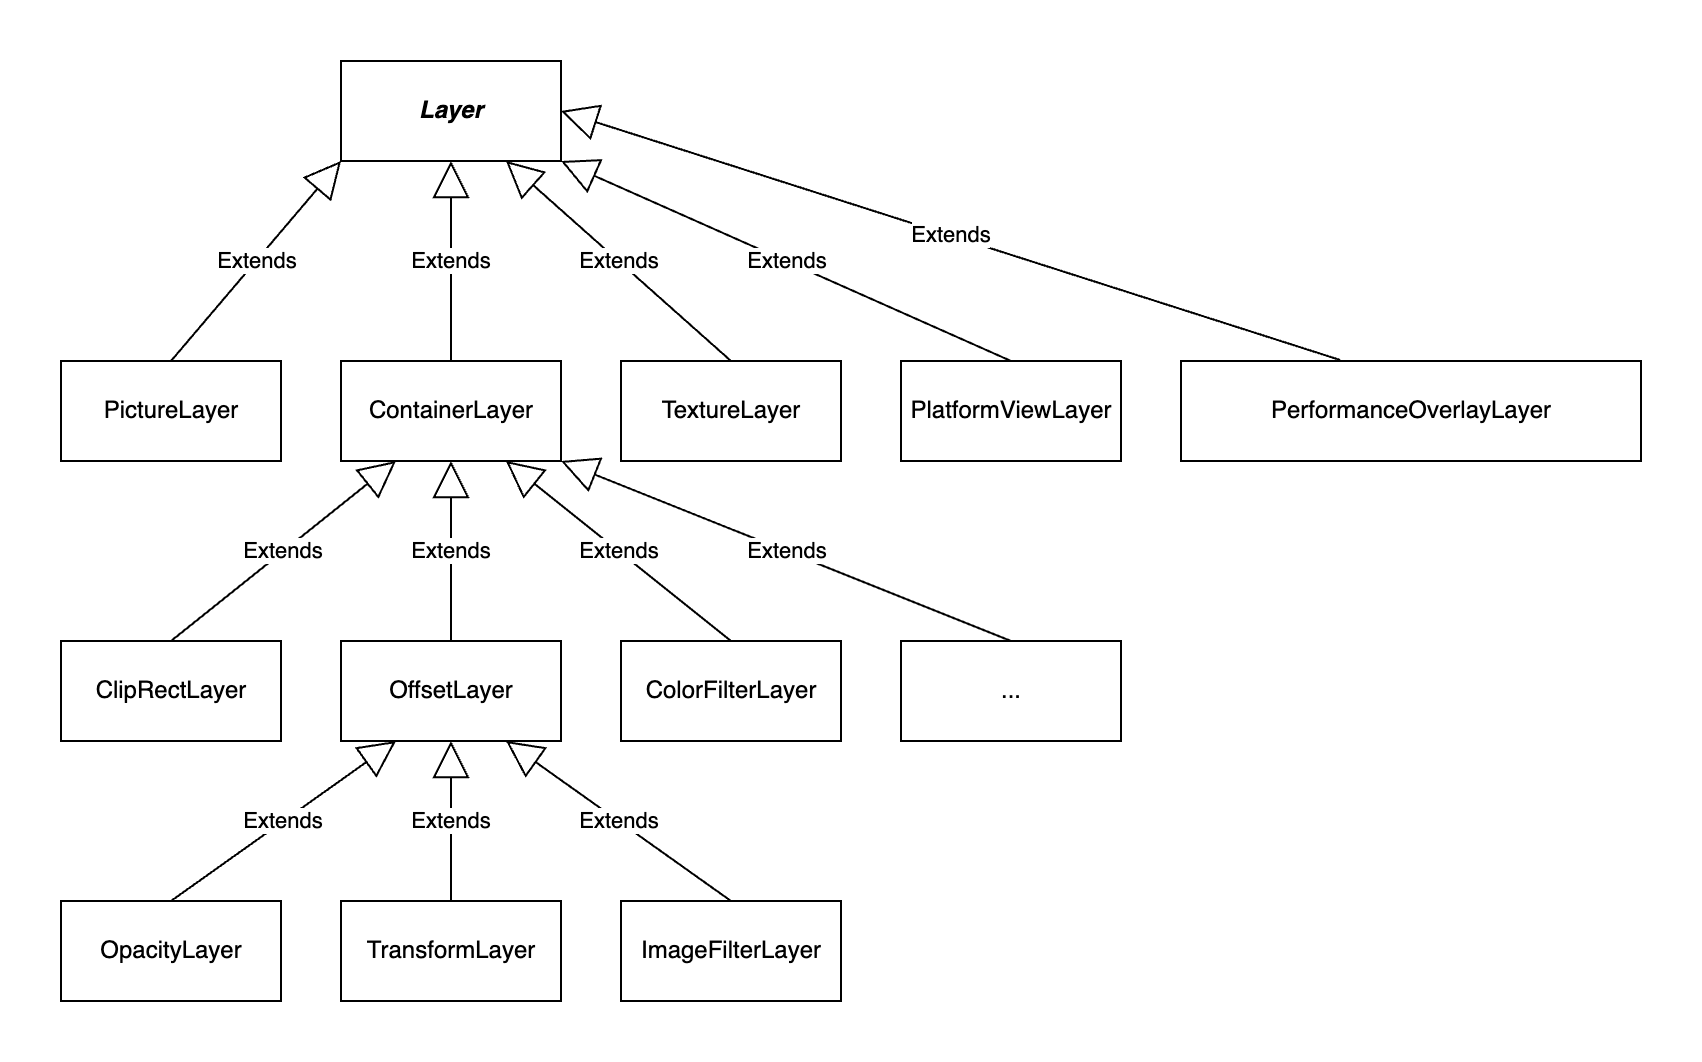 Layer
Extends
Extends
Extends
Extends
Extends
PictureLayer
ContainerLayer
TextureLayer
PlatformViewLayer
PerformanceOverlayLayer
Extends
Extends
Extends
Extends
ClipRectLayer
OffsetLayer
ColorFilterLayer
...
Extends
Extends
Extends
OpacityLayer
TransformLayer
ImageFilterLayer